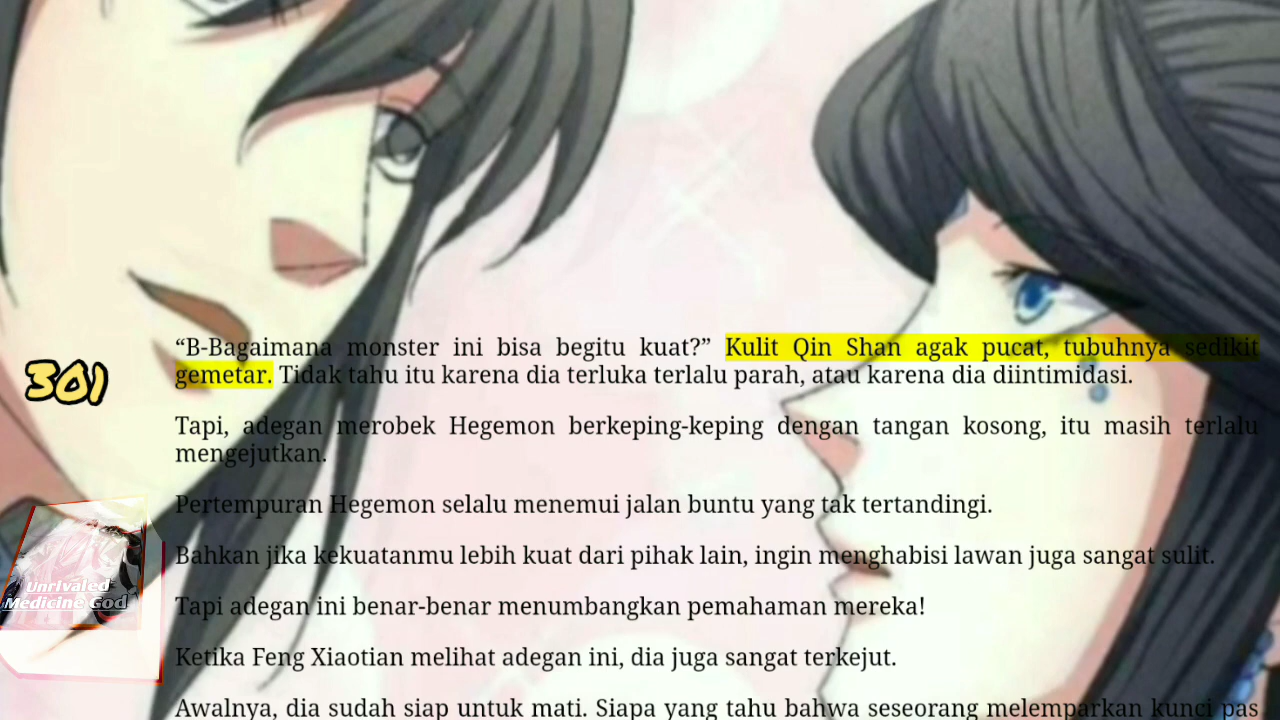 “B-Bagaimana monster ini bisa begitu kuat?” Kulit Qin Shan agak pucat, tubuhnya sedikit
gemetar. Tidak tahu itu karena dia terluka terlalu parah, atau karena dia diintimidasi.
301
Tapi, adegan merobek Hegemon berkeping-keping dengan tangan kosong, itu masih terlalu
mengejutkan.
Pertempuran Hegemon selalu menemui jalan buntu yang tak tertandingi.
Bahkan jika kekuatanmu lebih kuat dari pihak lain, ingin menghabisi lawan juga sangat sulit.
Unrivaled
Medicine God
Tapi adegan ini benar-benar menumbangkan pemahaman mereka!
Ketika Feng Xiaotian melihat adegan ini, dia juga sangat terkejut.
Awalnya, dia sudah siap untuk mati. Siapa yang tahu bahwa seseorang melemparkan kunci pas